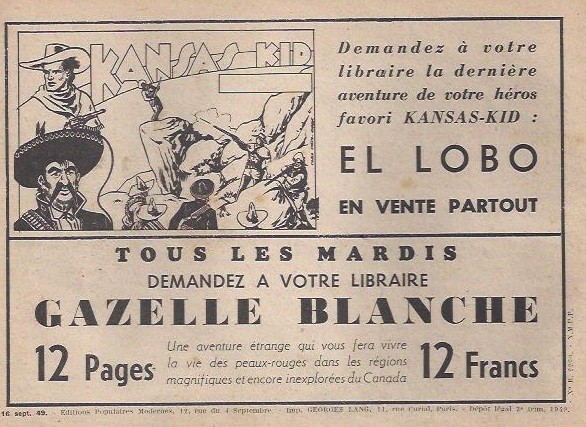 KANSAS-KID
Demandez à votre
libraire la dernière
aventure de votre héros
favori KANSAS-KID :
EL LOBO
EN VENTE PARTOUT
TOUS LES MARDIS
DEMANDEZ A VOTRE LIBRAIRE
GAZELLE BLANCHE
12 Pages
Une aventure étrange qui vous fera vivre
la vie des peaux-rouges dans les régions
magnifiques et encore inexplorées du Canada
12 Francs
16 sept. 49. - Editions Populaires Modernes, 12, rue du 4 Septembre - Imp. GEORGES LANG, 11, rue Curial, Paris. - Dépôt légal 2e trim. 1949.
N.M.P.P.